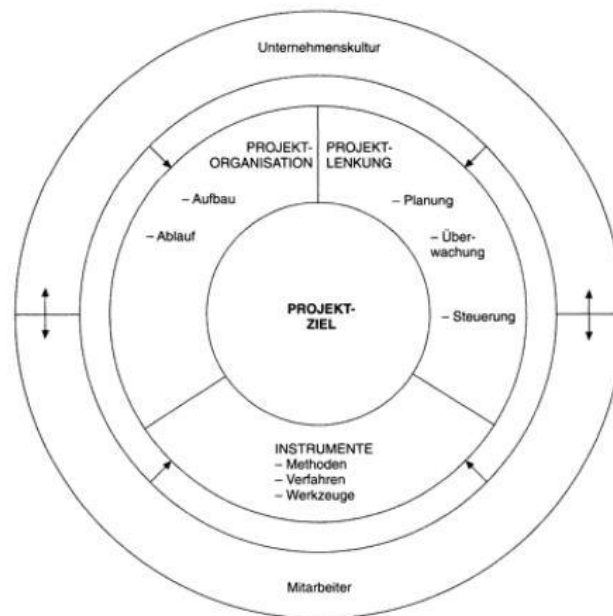 Unternehmenskultur
PROJEKT-
ORGANISATION
– Aufbau
– Ablauf
PROJEKT-
LENKUNG
– Planung
– Über-
wachung
– Steuerung
PROJEKT-
ZIEL
INSTRUMENTE
– Methoden
– Verfahren
– Werkzeuge
Mitarbeiter